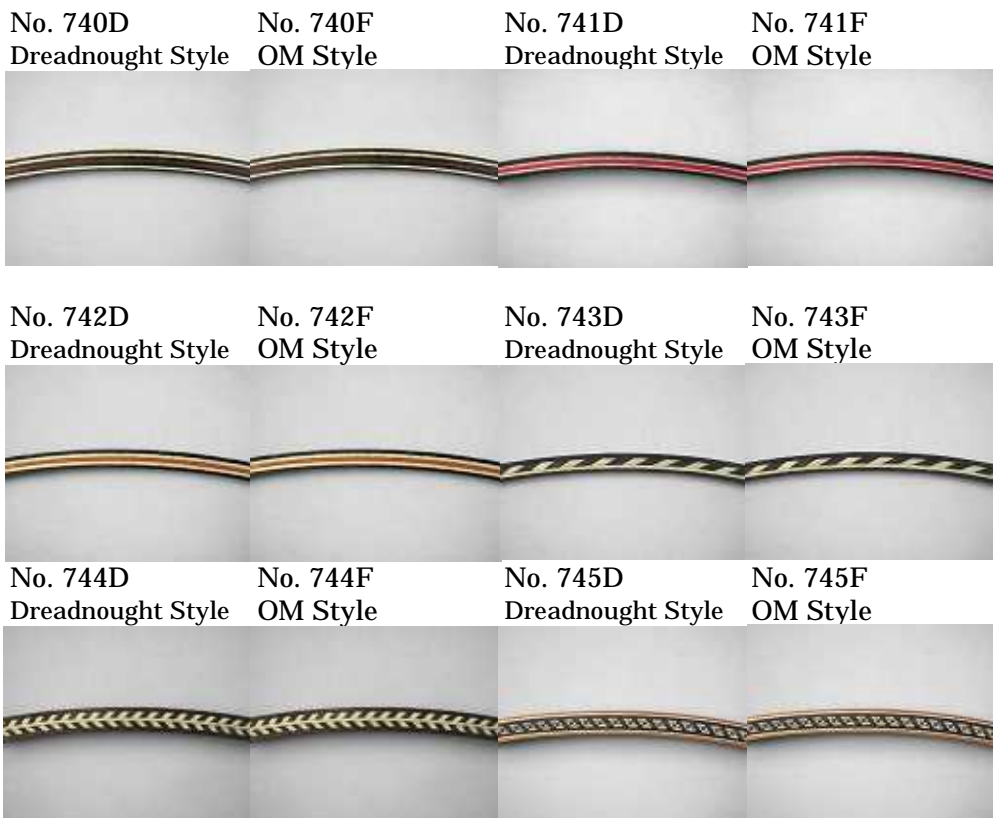 No. 740D
Dreadnought Style
No. 740F
OM Style
No. 741D
Dreadnought Style
No. 741F
OM Style
No. 742D
Dreadnought Style
No. 742F
OM Style
No. 743D
Dreadnought Style
No. 743F
OM Style
No. 744D
Dreadnought Style
No. 744F
OM Style
No. 745D
Dreadnought Style
No. 745F
OM Style